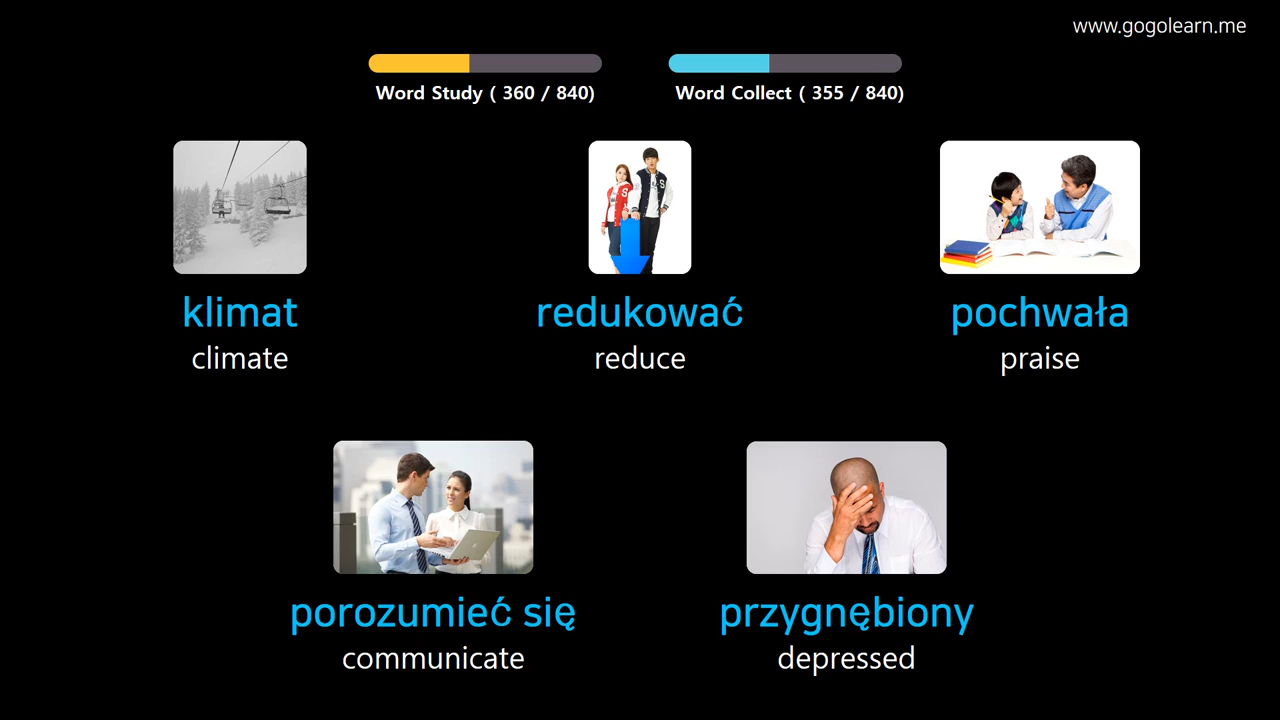 www.gogolearn.me
Word Study ( 360 / 840)
Word Collect ( 355 / 840)
klimat
climate
redukować
reduce
pochwała
praise
porozumieć się
communicate
przygnębiony
depressed